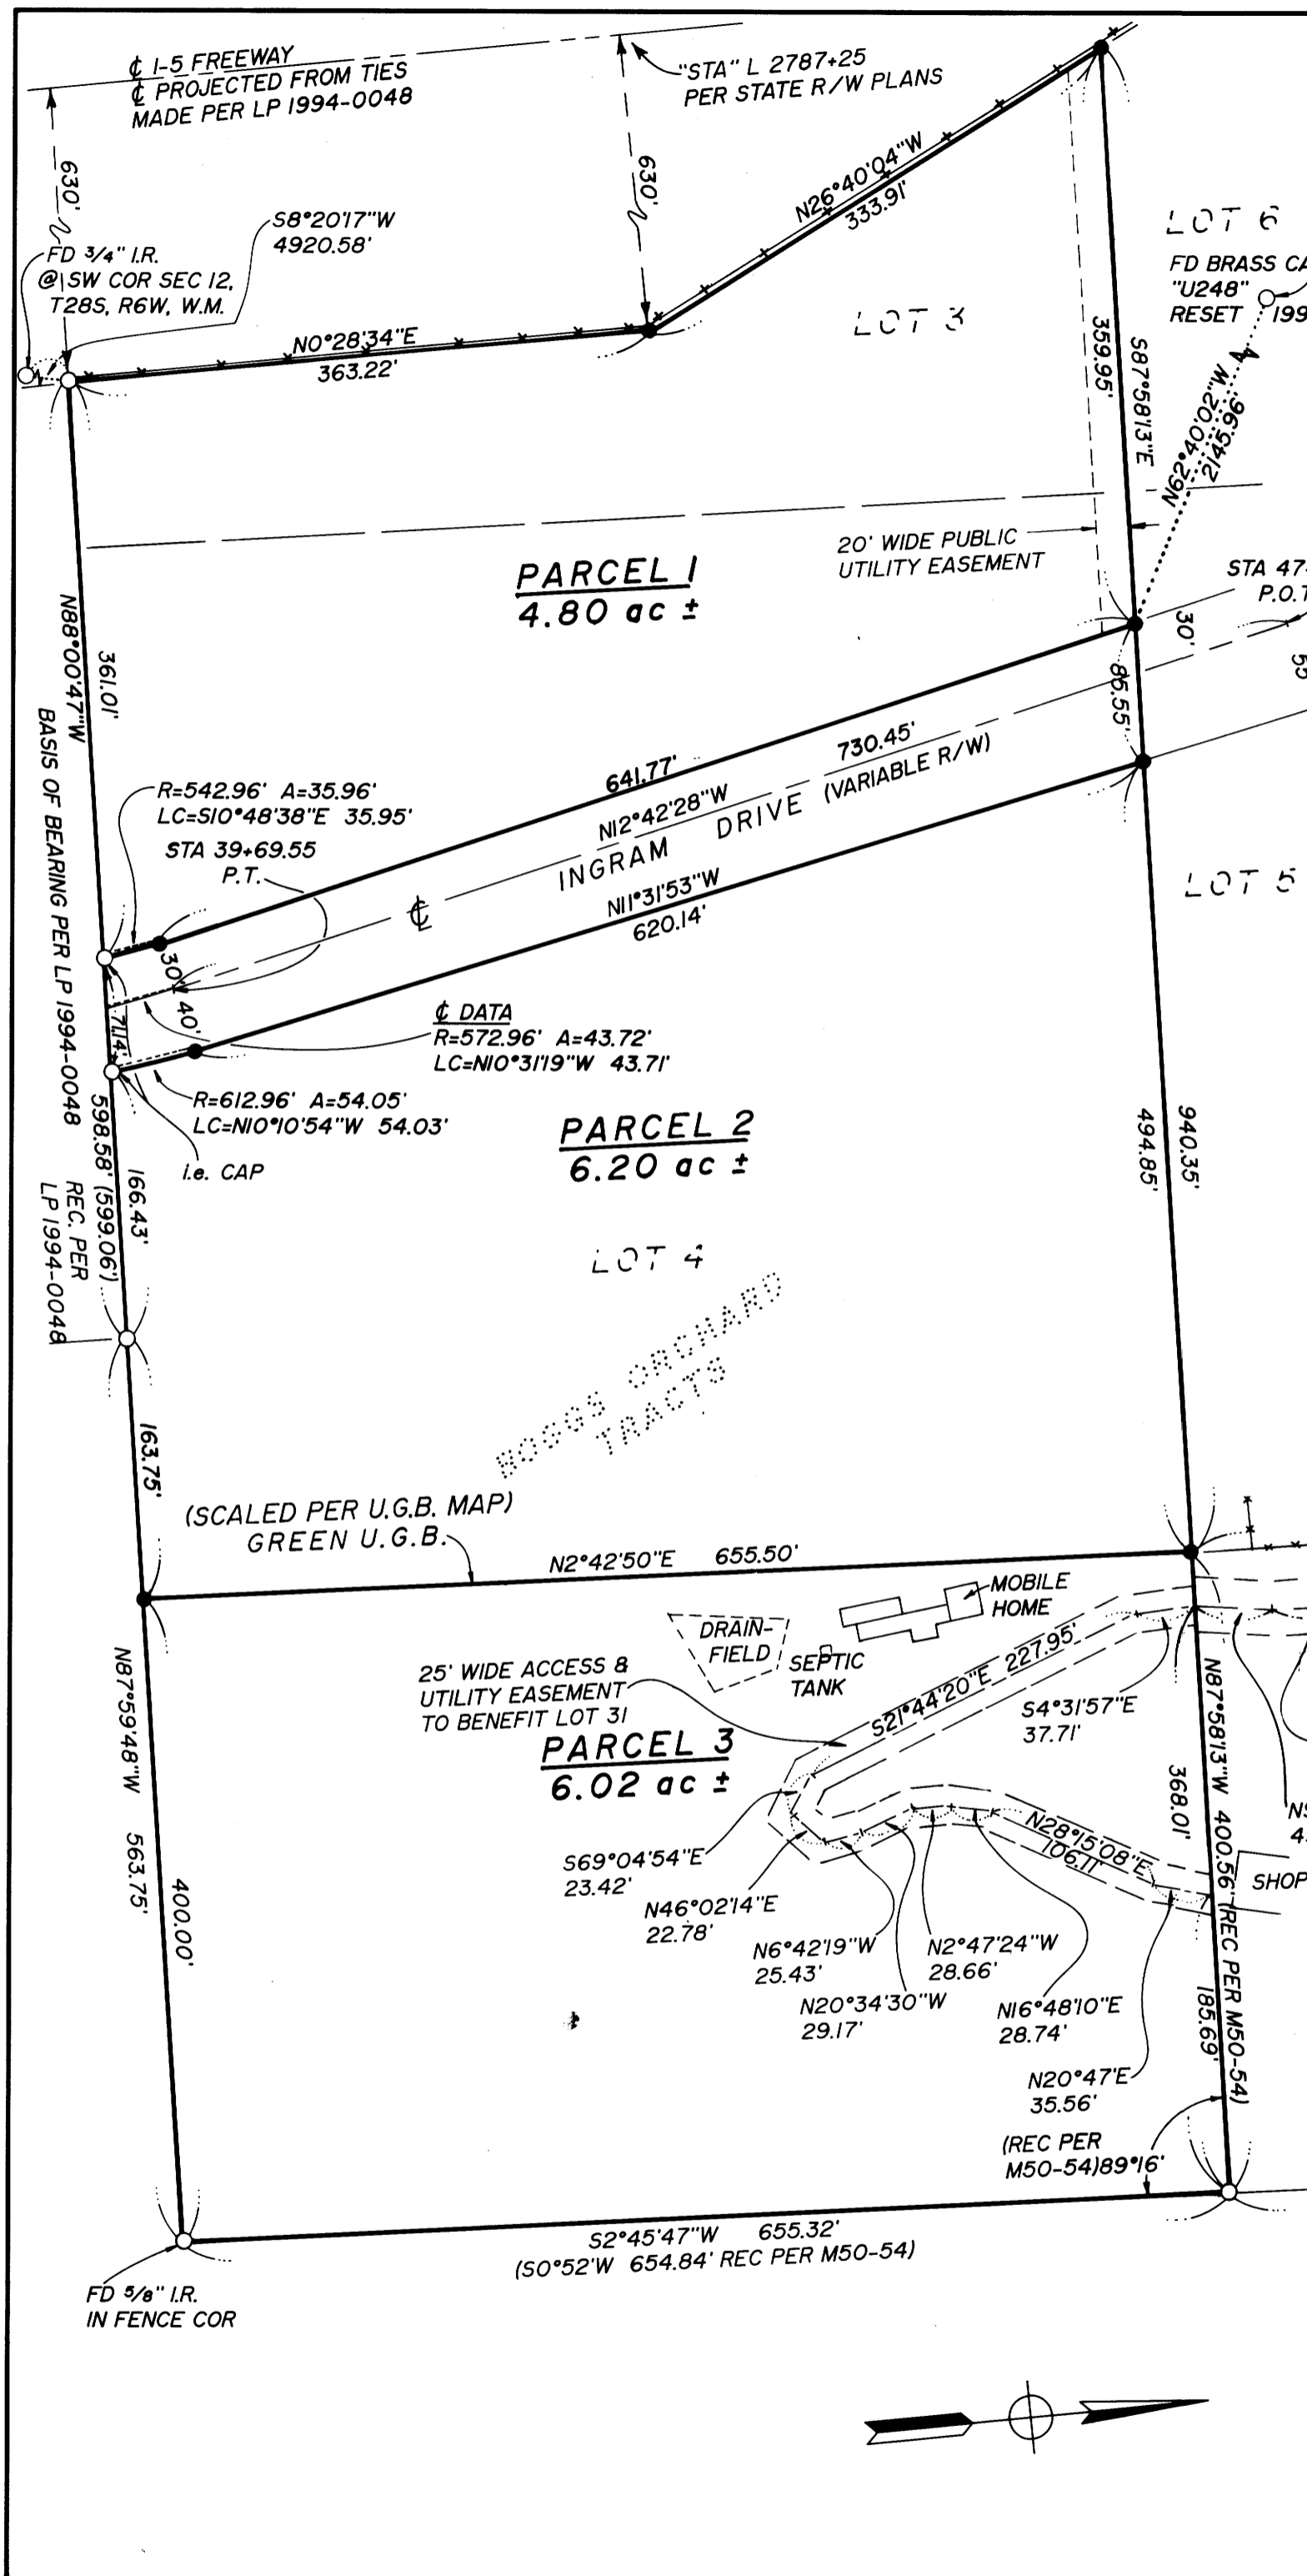 ℄ I-5 FREEWAY
℄ PROJECTED FROM TIES
MADE PER LP 1994-0048
"STA" L 2787+25
PER STATE R/W PLANS
630'
630'
S8°20'17"W
4920.58'
FD 3/4" I.R.
@ SW COR SEC 12,
T28S, R6W, W.M.
N26°40'04"W
333.91'
LOT 6
FD BRASS CA
"U248"
RESET 199
N0°28'34"E
363.22'
LOT 3
359.95'
S87°58'13"E
N62°40'02"W
2145.96'
20' WIDE PUBLIC
UTILITY EASEMENT
PARCEL 1
4.80 ac ±
STA 47
P.O.T
30'
55
N88°00'47"W
361.01'
BASIS OF BEARING PER LP 1994-0048
85.55'
641.77'
730.45'
N12°42'28"W
INGRAM DRIVE (VARIABLE R/W)
℄
N11°31'53"W
620.14'
R=542.96' A=35.96'
LC=S10°48'38"E 35.95'
STA 39+69.55
P.T.
LOT 5
30'
40'
71.14'
℄ DATA
R=572.96' A=43.72'
LC=N10°31'19"W 43.71'
R=612.96' A=54.05'
LC=N10°10'54"W 54.03'
i.e. CAP
PARCEL 2
6.20 ac ±
940.35'
494.85'
598.58' (599.06')
REC. PER
LP 1994-0048
166.43'
LOT 4
BOGGS ORCHARD
TRACTS
163.75'
(SCALED PER U.G.B. MAP)
GREEN U.G.B.
N2°42'50"E 655.50'
MOBILE
HOME
DRAIN-
FIELD
SEPTIC
TANK
25' WIDE ACCESS &
UTILITY EASEMENT
TO BENEFIT LOT 31
S21°44'20"E 227.95'
S4°31'57"E
37.71'
PARCEL 3
6.02 ac ±
N87°59'48"W 563.75'
400.00'
N87°58'13"W 400.56' (REC PER M50-54)
368.01'
185.69'
N28°15'08"E
106.11'
SHOP
S69°04'54"E
23.42'
N46°02'14"E
22.78'
N6°42'19"W
25.43'
N2°47'24"W
28.66'
N20°34'30"W
29.17'
N16°48'10"E
28.74'
N20°47'E
35.56'
(REC PER
M50-54)89°16'
S2°45'47"W 655.32'
(S0°52'W 654.84' REC PER M50-54)
FD 5/8" I.R.
IN FENCE COR